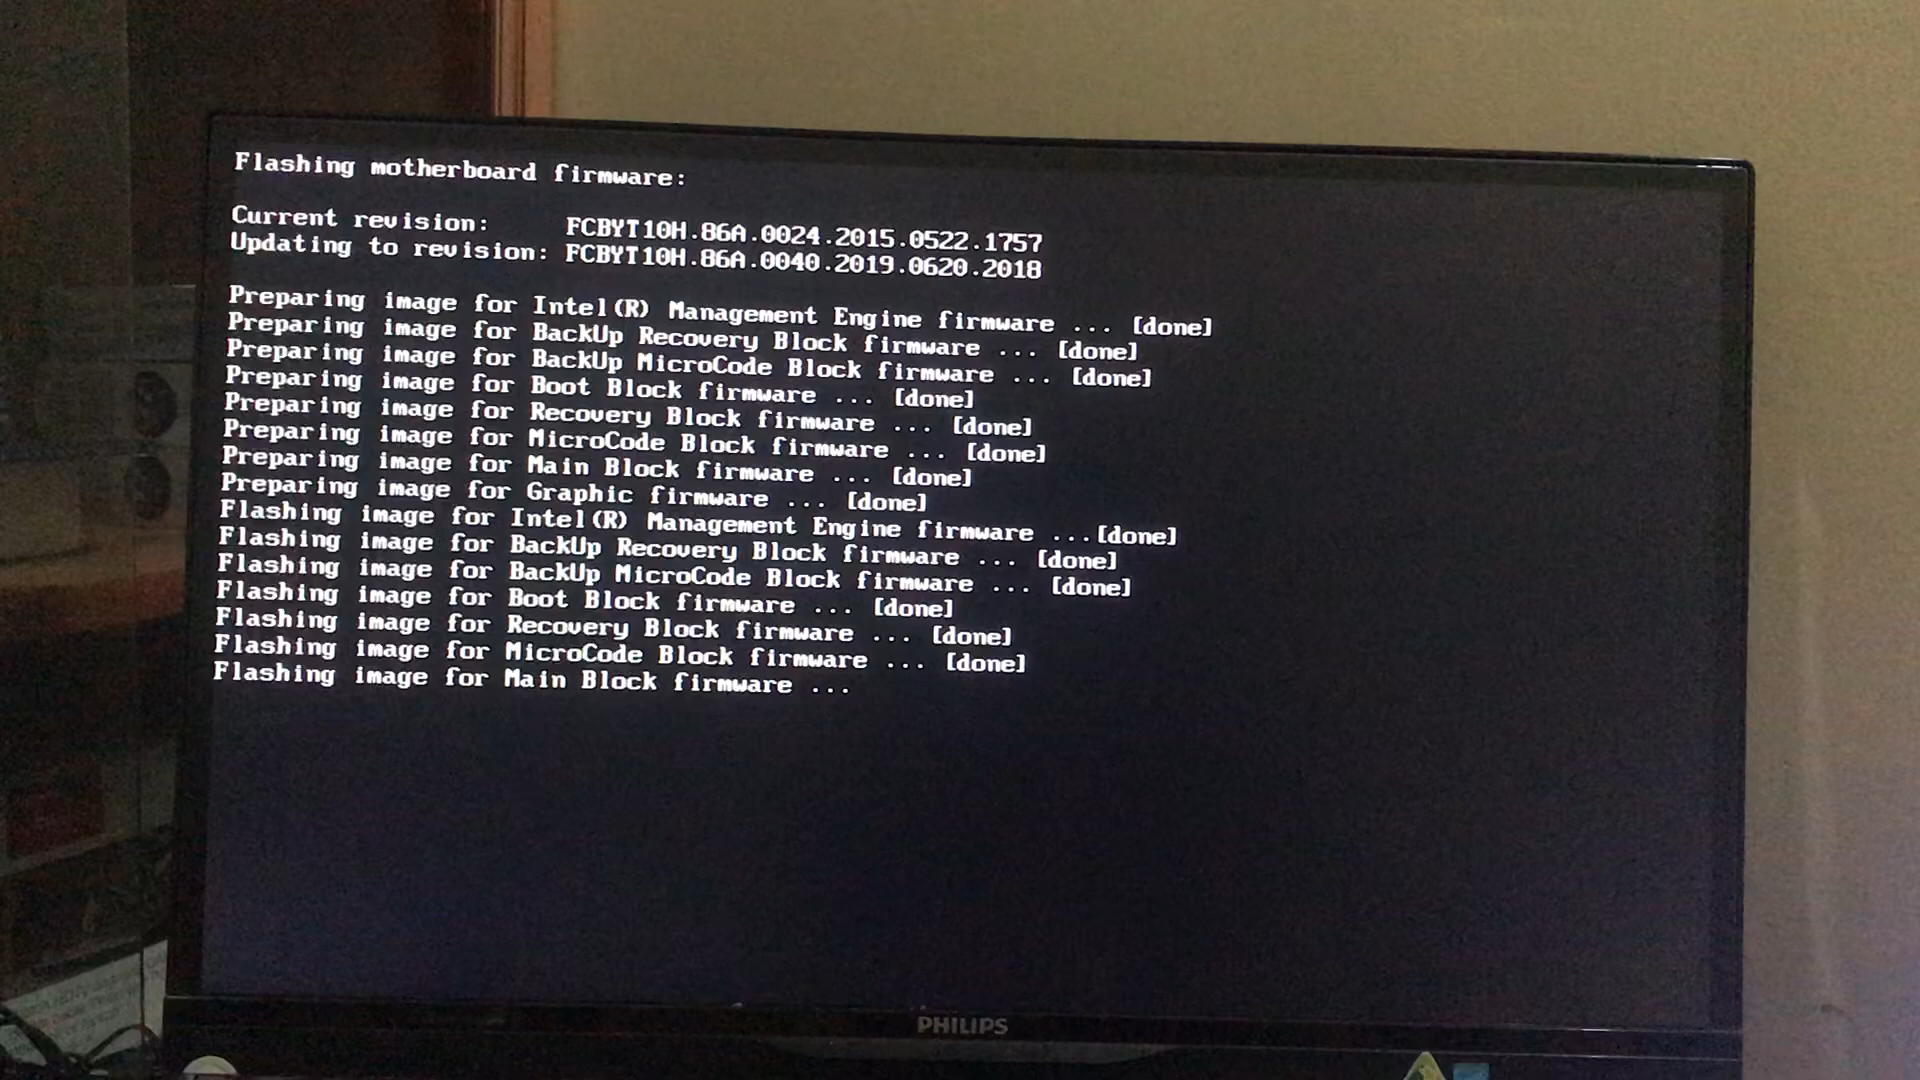 Flashing motherboard firmware:
Current revision: FCBYT10H.86A.0024.2015.0522.1757
Updating to revision: FCBYT10H.86A.0040.2019.0620.2018
Preparing image for Intel(R) Management Engine firmware ... [done]
Preparing image for BackUp Recovery Block firmware ... [done]
Preparing image for BackUp MicroCode Block firmware ... [done]
Preparing image for Boot Block firmware ... [done]
Preparing image for Recovery Block firmware ... [done]
Preparing image for MicroCode Block firmware ... [done]
Preparing image for Main Block firmware ... [done]
Preparing image for Graphic firmware ... [done]
Flashing image for Intel(R) Management Engine firmware ...[done]
Flashing image for BackUp Recovery Block firmware ... [done]
Flashing image for BackUp MicroCode Block firmware ... [done]
Flashing image for Boot Block firmware ... [done]
Flashing image for Recovery Block firmware ... [done]
Flashing image for MicroCode Block firmware ... [done]
Flashing image for Main Block firmware ...
PHILIPS